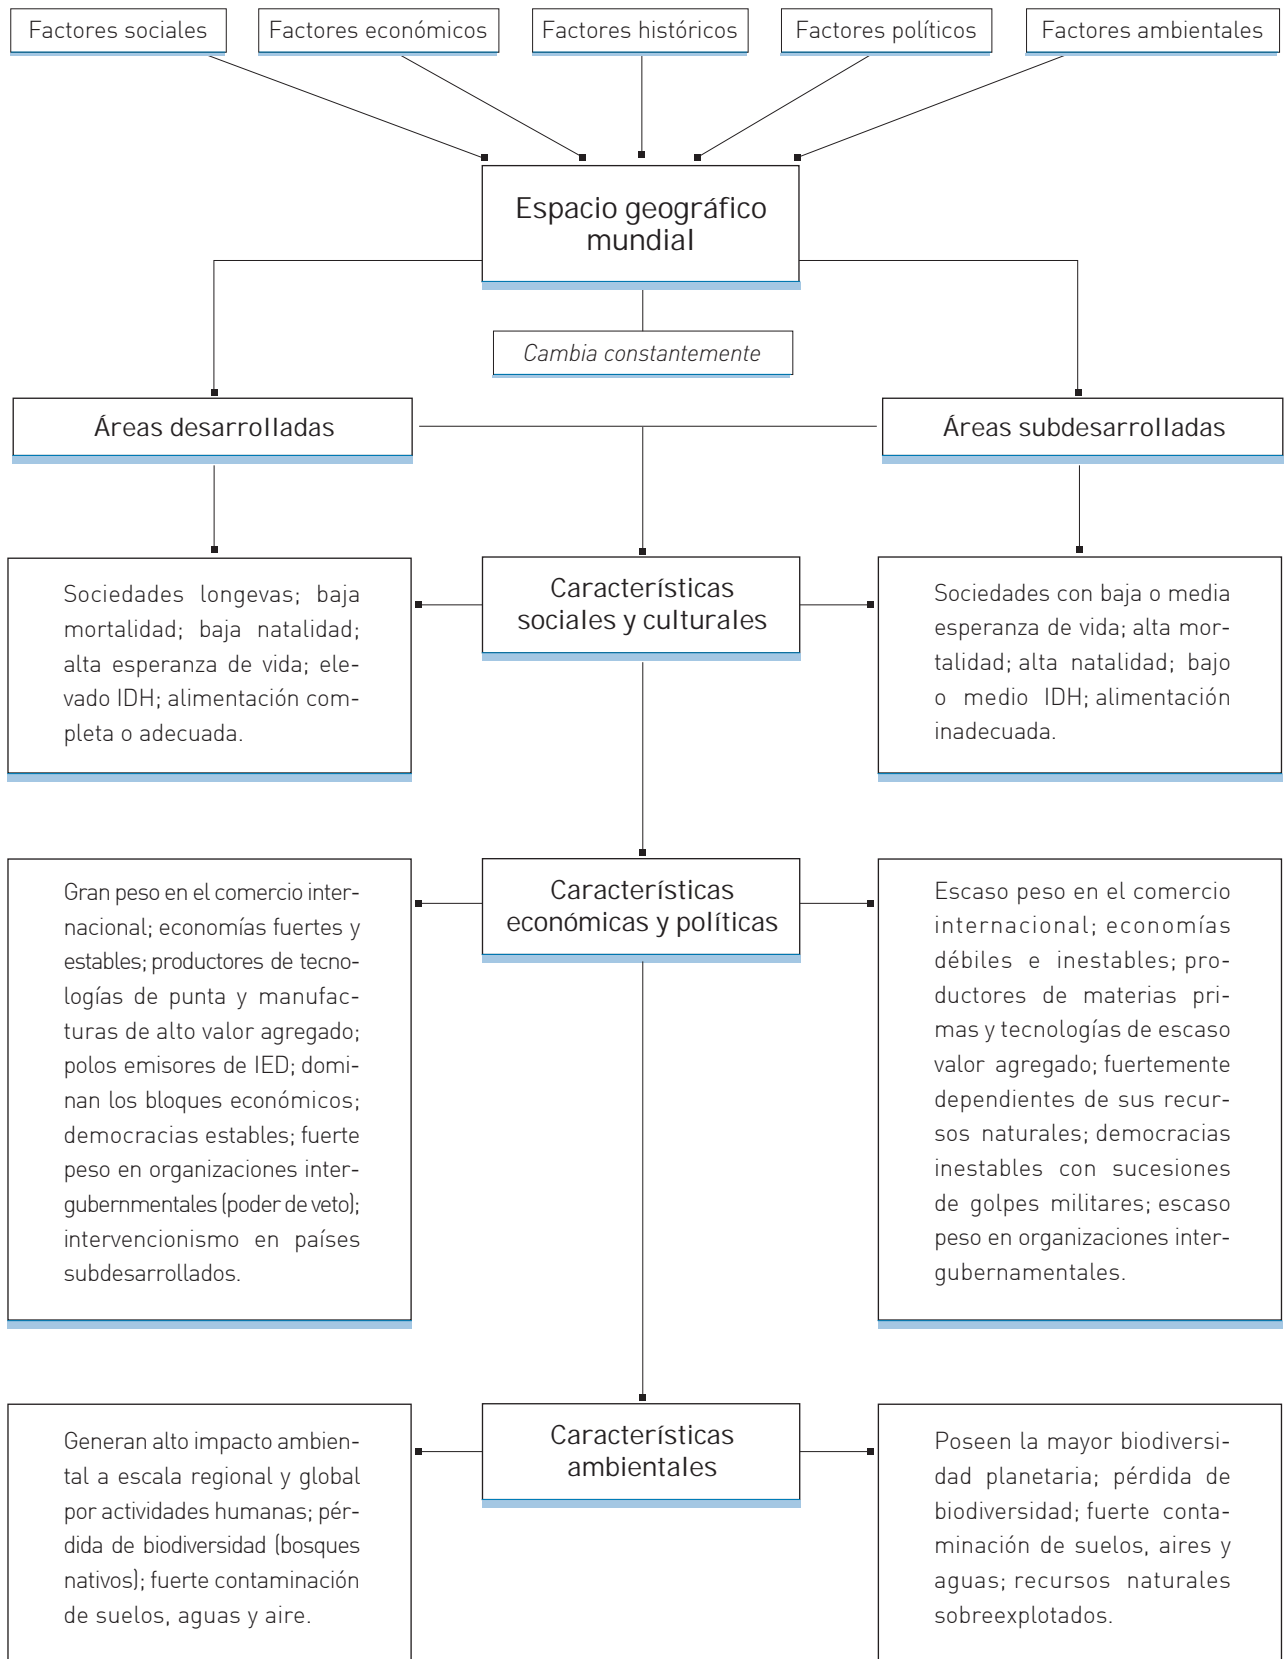 Factores sociales
Factores económicos
Factores históricos
Factores políticos
Factores ambientales
Espacio geográfico
mundial
Cambia constantemente
Áreas desarrolladas
Áreas subdesarrolladas
Sociedades longevas; baja
mortalidad; baja natalidad;
alta esperanza de vida; ele-
vado IDH; alimentación com-
pleta o adecuada.
Característícas
sociales y culturales
Sociedades con baja o media
esperanza de vida; alta mor-
talidad; alta natalidad; bajo
o medio IDH; alimentación
inadecuada.
Gran peso en el comercio inter-
nacional; economías fuertes y
estables; productores de tecno-
logías de punta y manufac-
turas de alto valor agregado;
polos emisores de IED; domi-
nan los bloques económicos;
democracias estables; fuerte
peso en organizaciones inter-
gubernmentales (poder de veto);
intervencionismo en países
subdesarrollados.
Característícas
económicas y políticas
Escaso peso en el comercio
internacional; economías
débiles e inestables; pro-
ductores de materias pri-
mas y tecnologías de escaso
valor agregado; fuertemente
dependientes de sus recur-
sos naturales; democracias
inestables con sucesiones
de golpes militares; escaso
peso en organizaciones inter-
gubernamentales.
Generan alto impacto ambien-
tal a escala regional y global
por actividades humanas; pér-
dida de biodiversidad (bosques
nativos); fuerte contaminación
de suelos, aguas y aire.
Característícas
ambientales
Poseen la mayor biodiversi-
dad planetaria; pérdida de
biodiversidad; fuerte conta-
minación de suelos, aires y
aguas; recursos naturales
sobreexplotados.